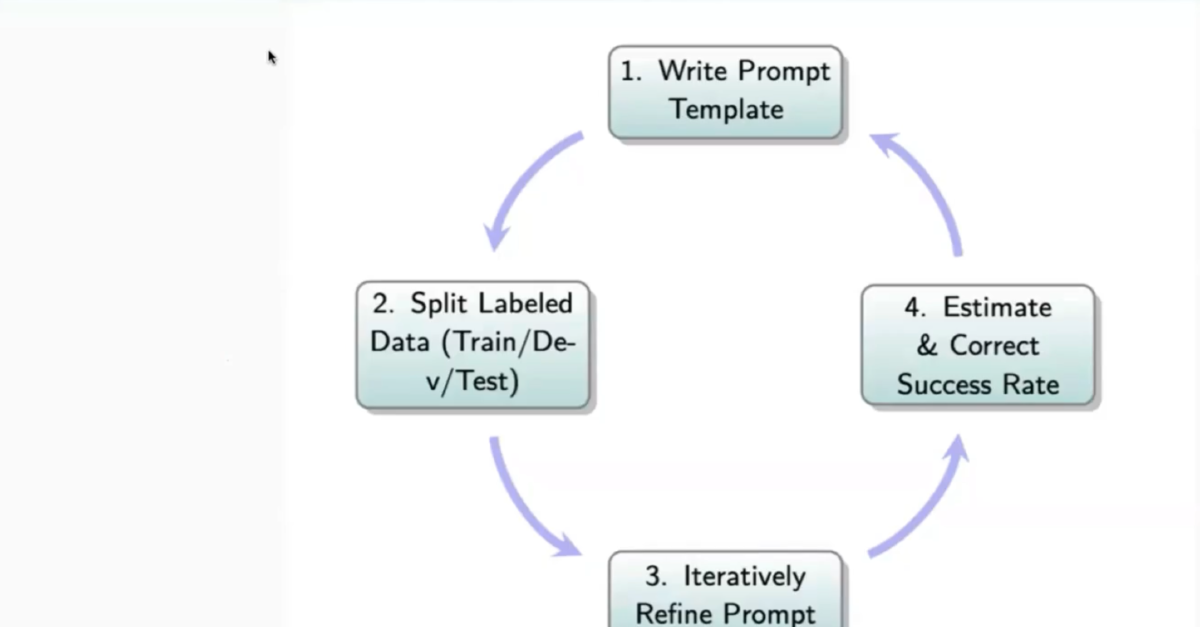 1. Write Prompt
Template
2. Split Labeled
Data (Train/De-
v/Test)
4. Estimate
& Correct
Success Rate
3. Iteratively
Refine Prompt